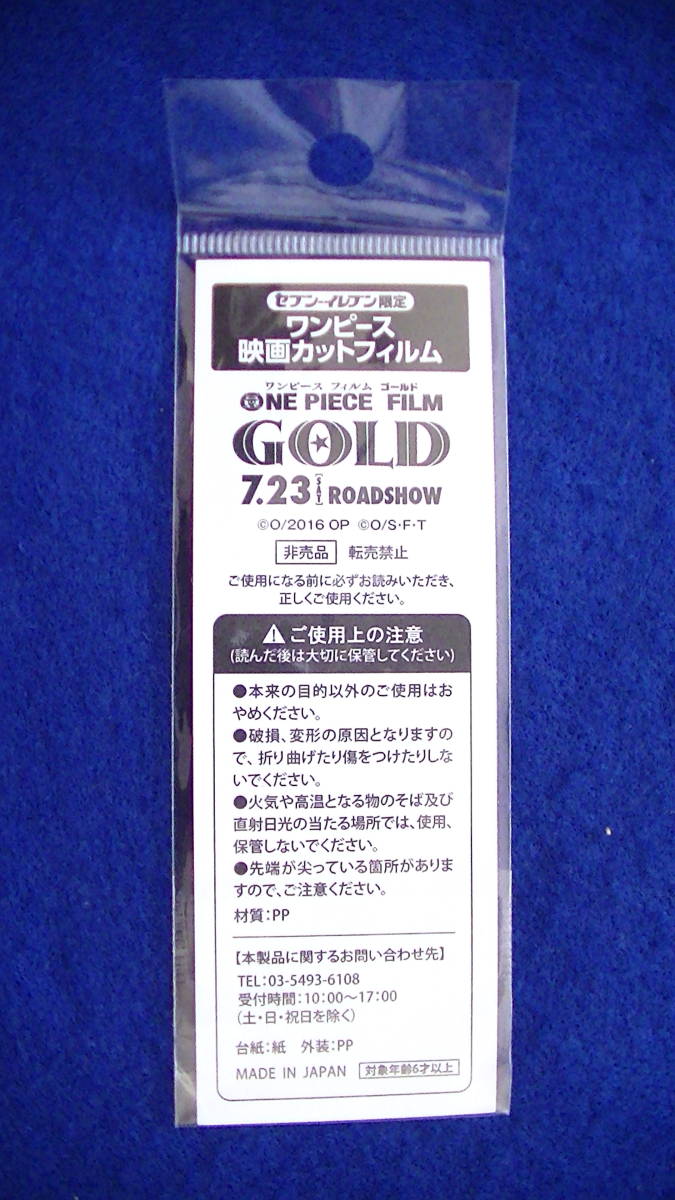 セブン-イレブン限定
ワンピース
映画カットフィルム
ワンピース フィルム ゴールド
ONE PIECE FILM
GOLD
7.23 [SAT] ROADSHOW
©O/2016 OP ©O/S・F・T
非売品 転売禁止
ご使用になる前に必ずお読みいただき、
正しくご使用ください。
⚠ご使用上の注意
(読んだ後は大切に保管してください)
●本来の目的以外のご使用はお
やめください。
●破損、変形の原因となりますの
で、折り曲げたり傷をつけたりしな
いでください。
●火気や高温となる物のそば及び
直射日光の当たる場所では、使用、
保管しないでください。
●先端が尖っている箇所がありま
すので、ご注意ください。
材質:PP
【本製品に関するお問い合わせ先】
TEL:03-5493-6108
受付時間:10:00～17:00
(土・日・祝日を除く)
台紙:紙 外装:PP
MADE IN JAPAN 対象年齢6才以上